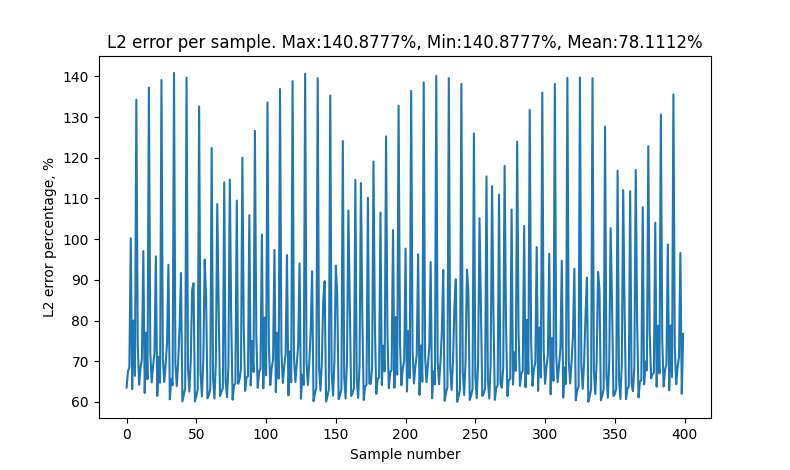 L2 error per sample. Max:140.8777%, Min:140.8777%, Mean:78.1112%
140
130
120
110
100
90
80
70
60
L2 error percentage, %
0 50 100 150 200 250 300 350 400
Sample number